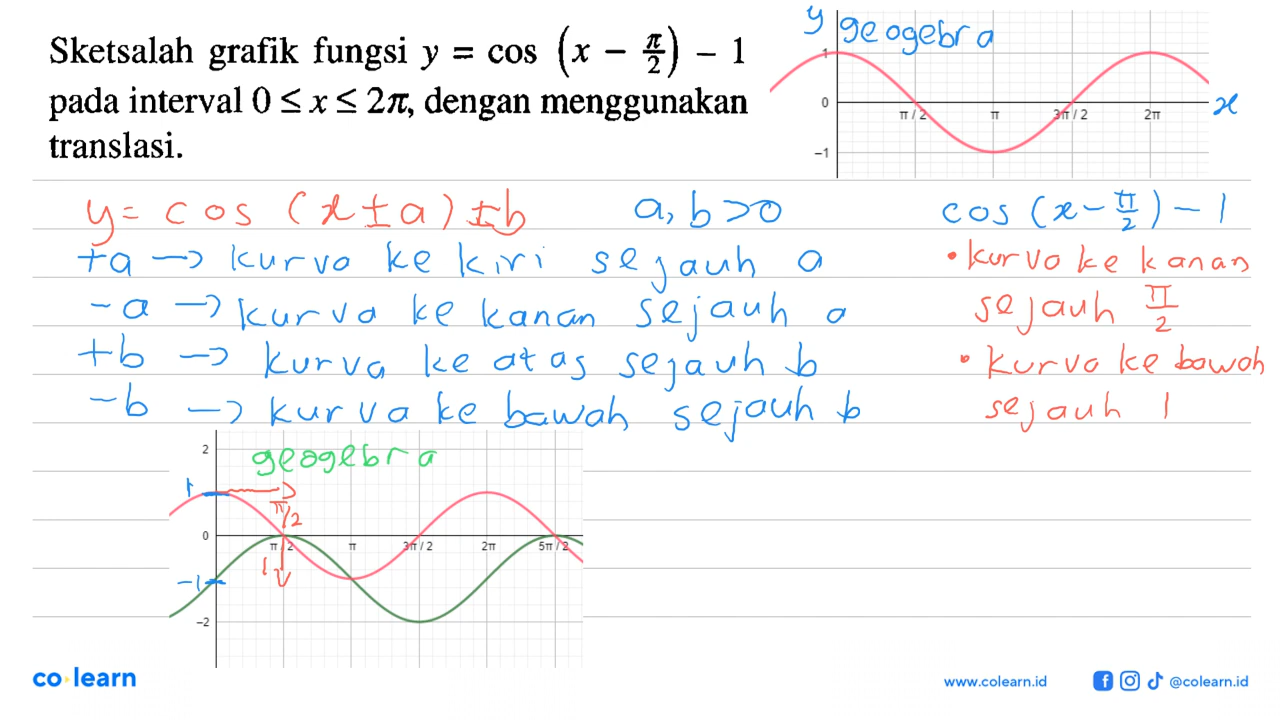 Sketsalah grafik fungsi y = cos (x − π/2) − 1
pada interval 0 ≤ x ≤ 2π, dengan menggunakan
translasi.
y geogebra
1
0
π / 2 π 3π / 2 2π
x
−1
y = cos (x ± a) ± b a, b > 0
+a → kurva ke kiri sejauh a
−a → kurva ke kanan sejauh a
+b → kurva ke atas sejauh b
−b → kurva ke bawah sejauh b
cos (x − π/2) − 1
• kurva ke kanan
sejauh π/2
• kurva ke bawah
sejauh 1
geogebra
2
1
π/2
0
π / 2 π 3π / 2 2π 5π / 2
1
−1
−2
co learn
www.colearn.id
@colearn.id